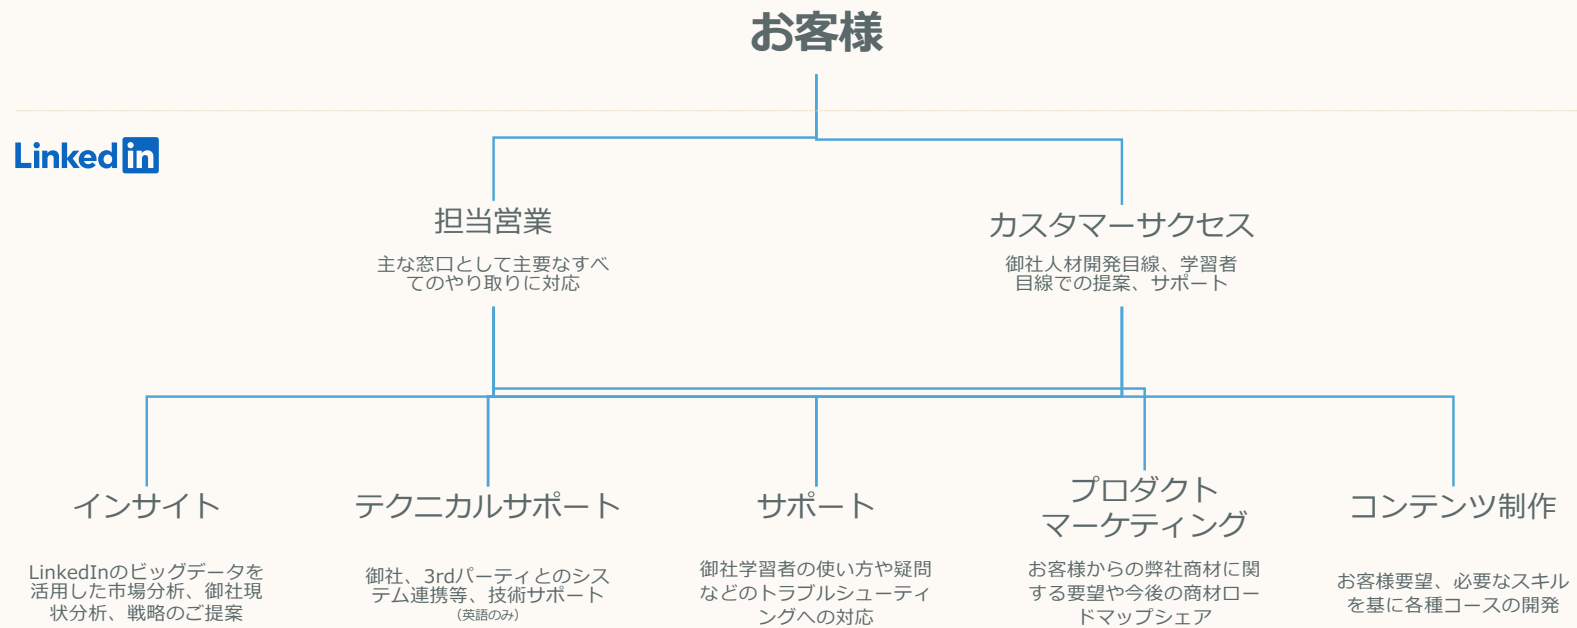 お客様
LinkedIn
担当営業
主な窓口として主要なすべ
てのやり取りに対応
カスタマーサクセス
御社人材開発目線、学習者
目線での提案、サポート
インサイト
LinkedInのビッグデータを
活用した市場分析、御社現
状分析、戦略のご提案
テクニカルサポート
御社、3rdパーティとのシス
テム連携等、技術サポート
（英語のみ）
サポート
御社学習者の使い方や疑問
などのトラブルシューティ
ングへの対応
プロダクト
マーケティング
お客様からの弊社商材に関
する要望や今後の商材ロー
ドマップシェア
コンテンツ制作
お客様要望、必要なスキル
を基に各種コースの開発